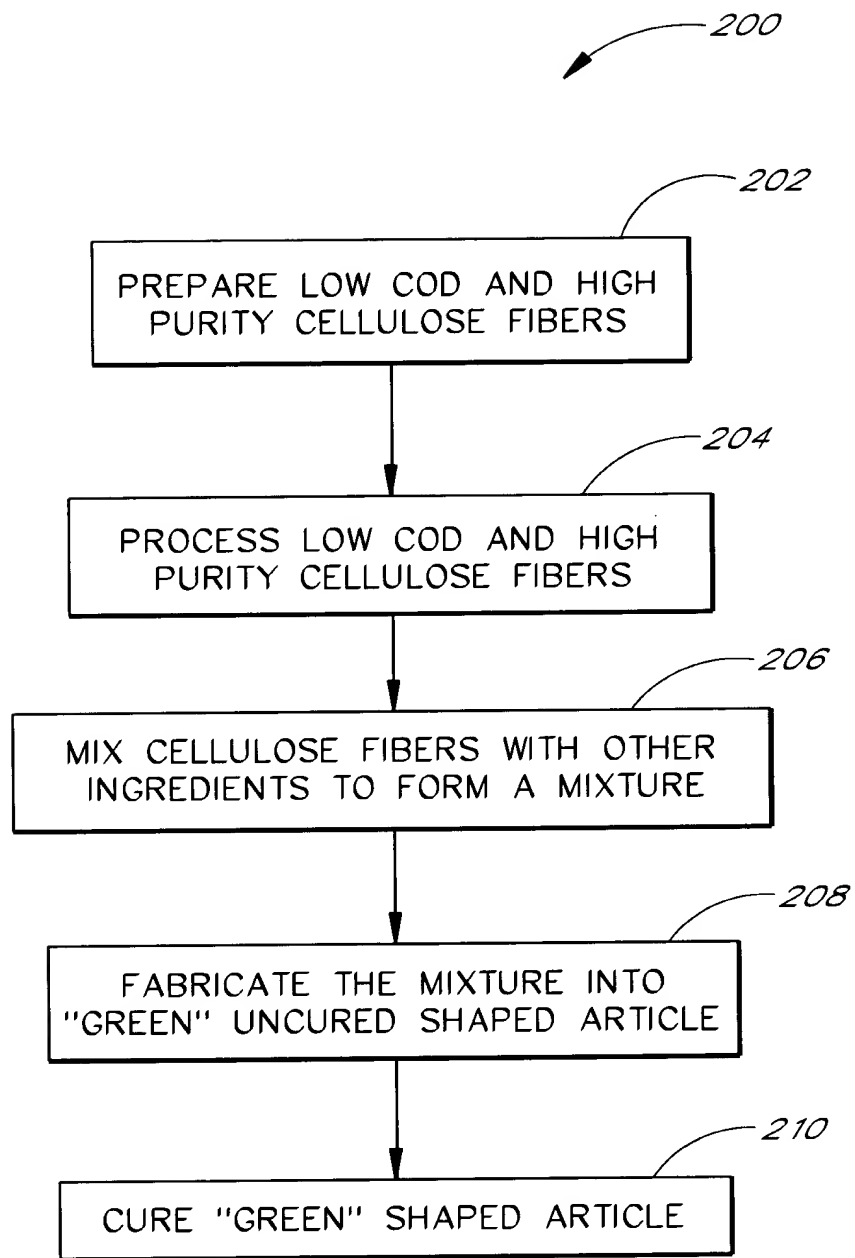 200
202
PREPARE LOW COD AND HIGH
PURITY CELLULOSE FIBERS
204
PROCESS LOW COD AND HIGH
PURITY CELLULOSE FIBERS
206
MIX CELLULOSE FIBERS WITH OTHER
INGREDIENTS TO FORM A MIXTURE
208
FABRICATE THE MIXTURE INTO
"GREEN" UNCURED SHAPED ARTICLE
210
CURE "GREEN" SHAPED ARTICLE